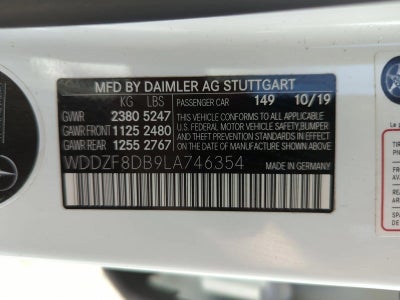 MFD BY DAIMLER AG STUTTGART
KG LBS PASSENGER CAR 149 10/19
GVWR 2380 5247
GAWR FRONT 1125 2480
GAWR REAR 1255 2767
THIS VEHICLE CONFORMS TO ALL APPLICABLE
U.S. FEDERAL MOTOR VEHICLE SAFETY, BUMPER,
AND THEFT PREVENTION STANDARDS IN EFFECT
ON THE DATE OF MANUFACTURE SHOWN ABOVE
WDDZF8DB9LA746354
MADE IN GERMANY